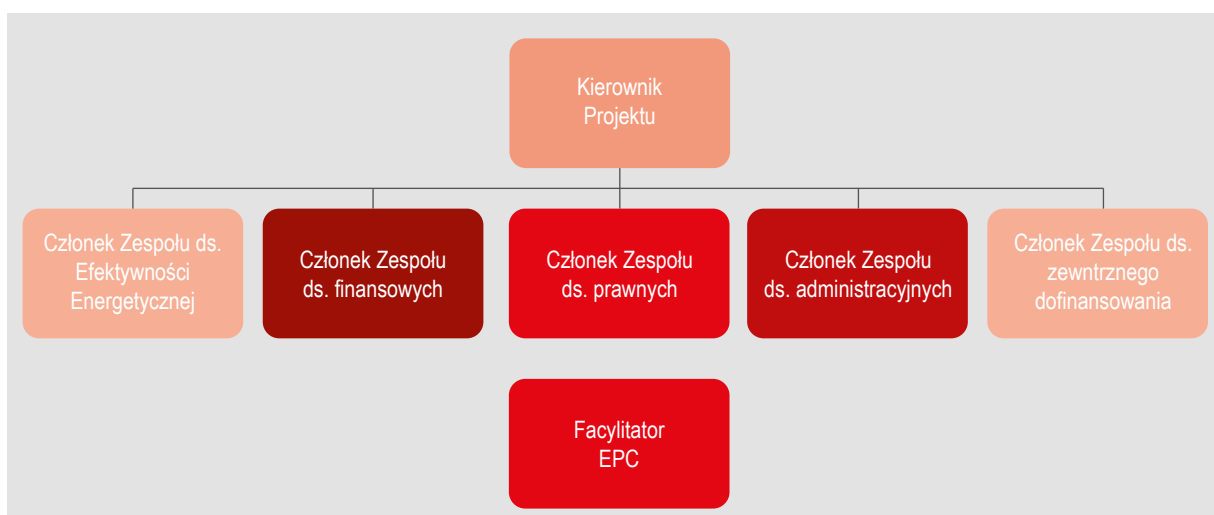 Kierownik
Projektu
Członek Zespołu ds.
Efektywności
Energetycznej
Członek Zespołu
ds. finansowych
Członek Zespołu
ds. prawnych
Członek Zespołu
ds. administracyjnych
Członek Zespołu ds.
zewntrznego
dofinansowania
Facylitator
EPC